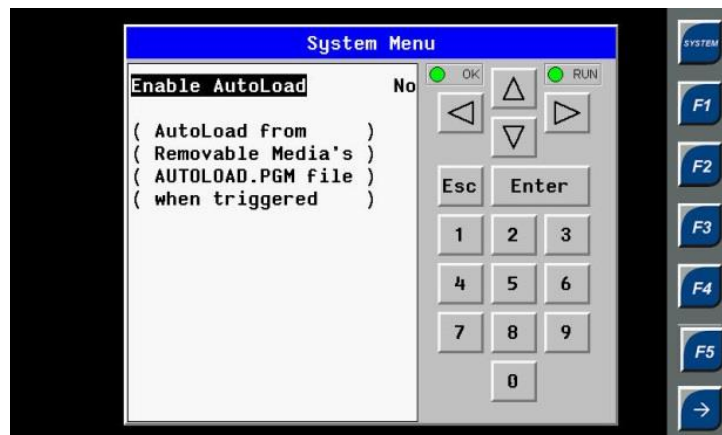 System Menu
Enable AutoLoad No
( AutoLoad from )
( Removable Media's )
( AUTOLOAD.PGM file )
( when triggered )
OK
RUN
Esc
Enter
1 2 3
4 5 6
7 8 9
0
SYSTEM
F1
F2
F3
F4
F5